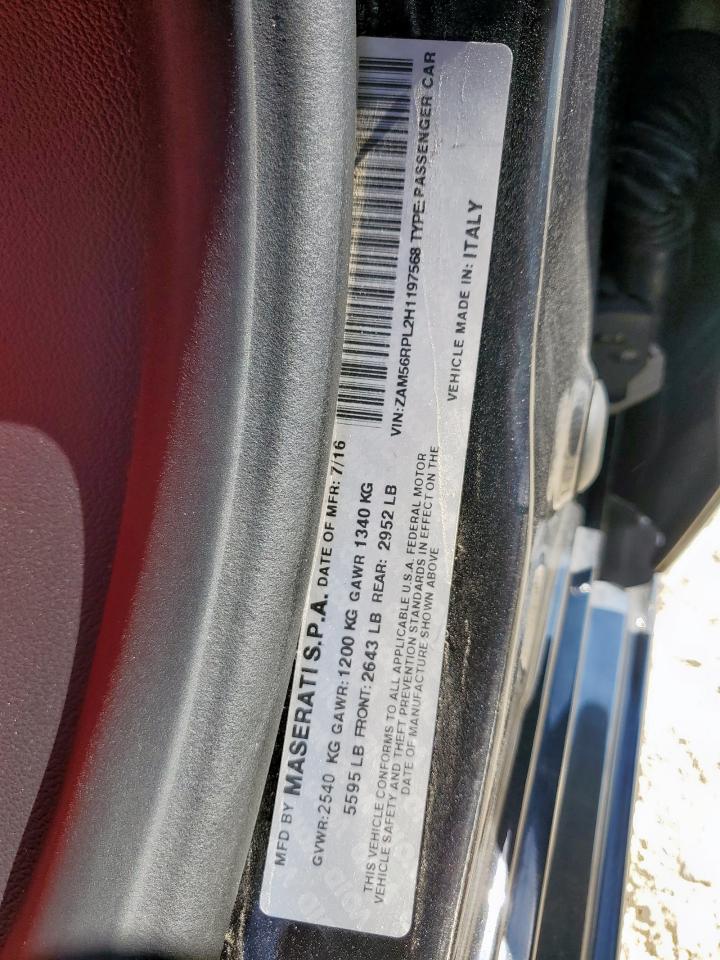 MFD BY MASERATI S.P.A. DATE OF MFR: 7/16
GVWR: 2540 KG GAWR: 1200 KG GAWR 1340 KG
5595 LB FRONT: 2643 LB REAR: 2952 LB
VIN: ZAM56RPL2H1197568 TYPE: PASSENGER CAR
THIS VEHICLE CONFORMS TO ALL APPLICABLE U.S.A. FEDERAL MOTOR
VEHICLE SAFETY AND THEFT PREVENTION STANDARDS IN EFFECT ON THE
DATE OF MANUFACTURE SHOWN ABOVE
VEHICLE MADE IN: ITALY
VOID